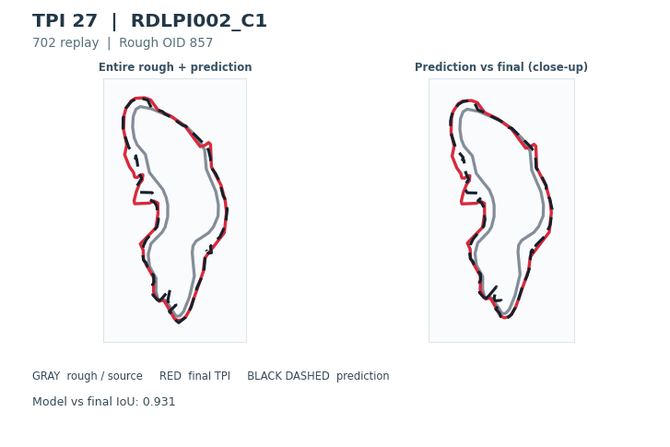 TPI 27 | RDLPI002_C1
702 replay | Rough OID 857
Entire rough + prediction
Prediction vs final (close-up)
GRAY rough / source RED final TPI BLACK DASHED prediction
Model vs final IoU: 0.931